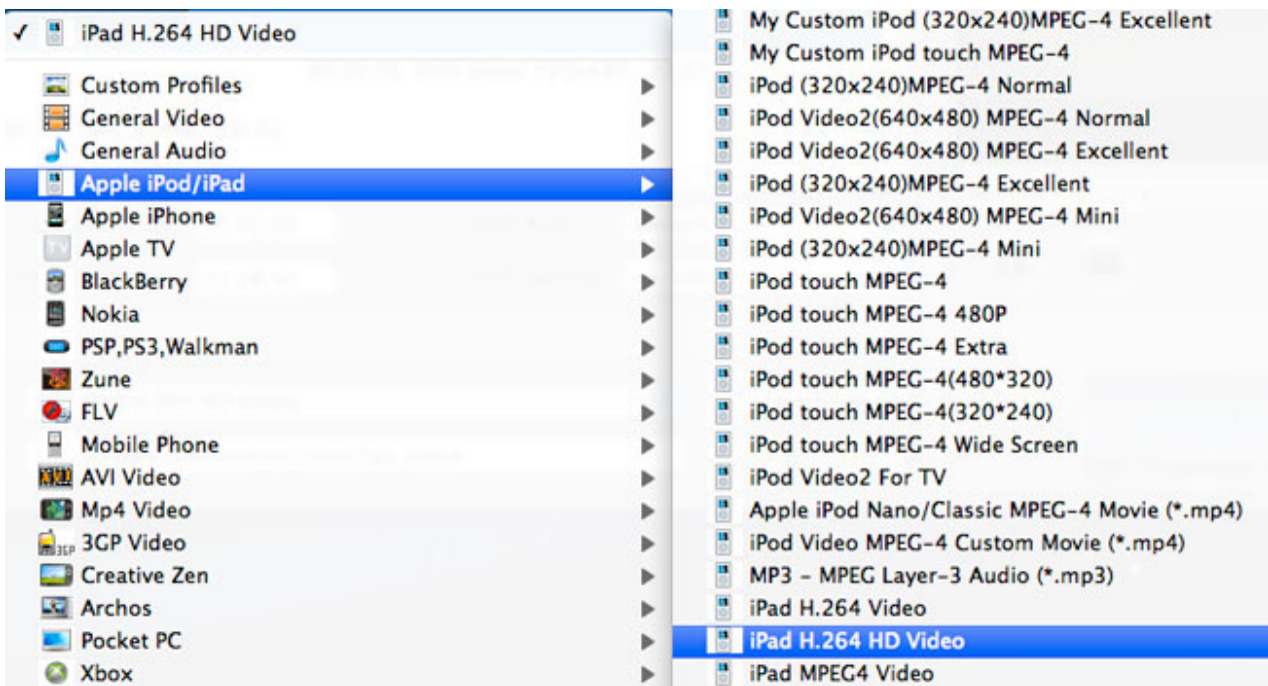 ✓ iPad H.264 HD Video
Custom Profiles
General Video
General Audio
Apple iPod/iPad
Apple iPhone
Apple TV
BlackBerry
Nokia
PSP,PS3,Walkman
Zune
FLV
Mobile Phone
AVI Video
Mp4 Video
3GP Video
Creative Zen
Archos
Pocket PC
Xbox
My Custom iPod (320x240)MPEG-4 Excellent
My Custom iPod touch MPEG-4
iPod (320x240)MPEG-4 Normal
iPod Video2(640x480) MPEG-4 Normal
iPod Video2(640x480) MPEG-4 Excellent
iPod (320x240)MPEG-4 Excellent
iPod Video2(640x480) MPEG-4 Mini
iPod (320x240)MPEG-4 Mini
iPod touch MPEG-4
iPod touch MPEG-4 480P
iPod touch MPEG-4 Extra
iPod touch MPEG-4(480*320)
iPod touch MPEG-4(320*240)
iPod touch MPEG-4 Wide Screen
iPod Video2 For TV
Apple iPod Nano/Classic MPEG-4 Movie (*.mp4)
iPod Video MPEG-4 Custom Movie (*.mp4)
MP3 - MPEG Layer-3 Audio (*.mp3)
iPad H.264 Video
iPad H.264 HD Video
iPad MPEG4 Video